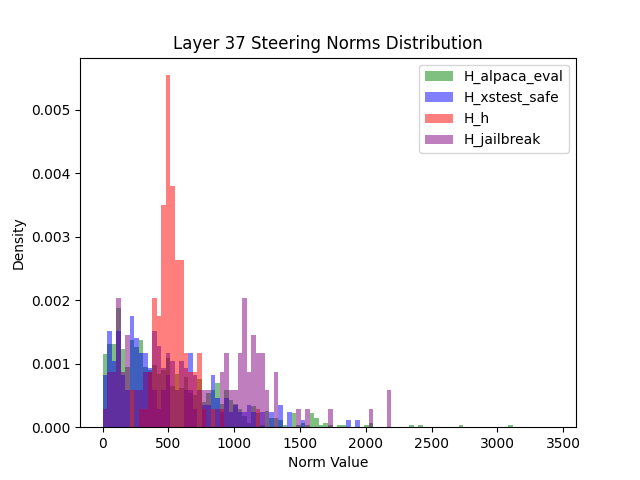 Layer 37 Steering Norms Distribution
H_alpaca_eval
H_xstest_safe
H_h
H_jailbreak
Density
0.005
0.004
0.003
0.002
0.001
0.000
0
500
1000
1500
2000
2500
3000
3500
Norm Value